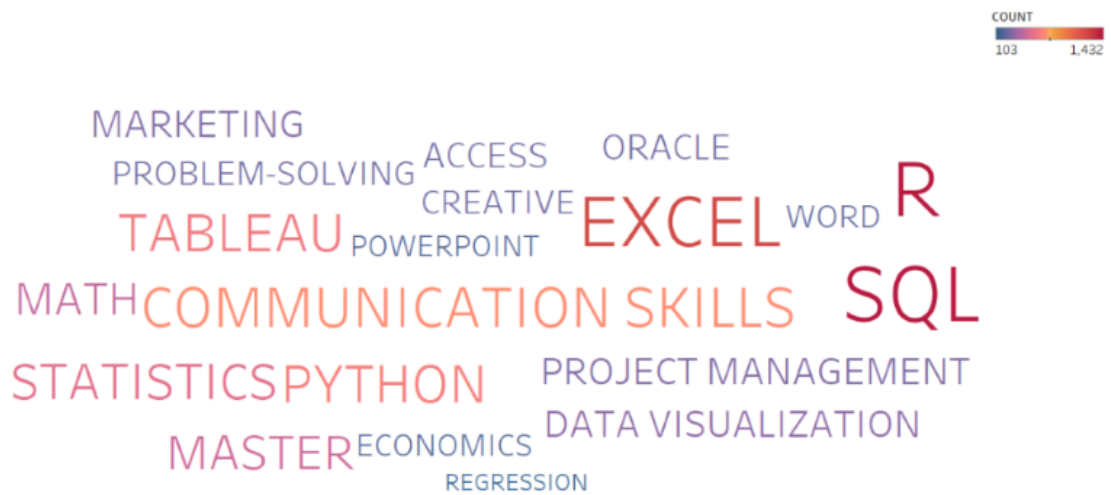 COUNT
103 1,432
MARKETING
ACCESS ORACLE
PROBLEM-SOLVING
R
CREATIVE
TABLEAU EXCEL WORD
POWERPOINT
MATH COMMUNICATION SKILLS SQL
STATISTICS PYTHON PROJECT MANAGEMENT
DATA VISUALIZATION
MASTER ECONOMICS
REGRESSION